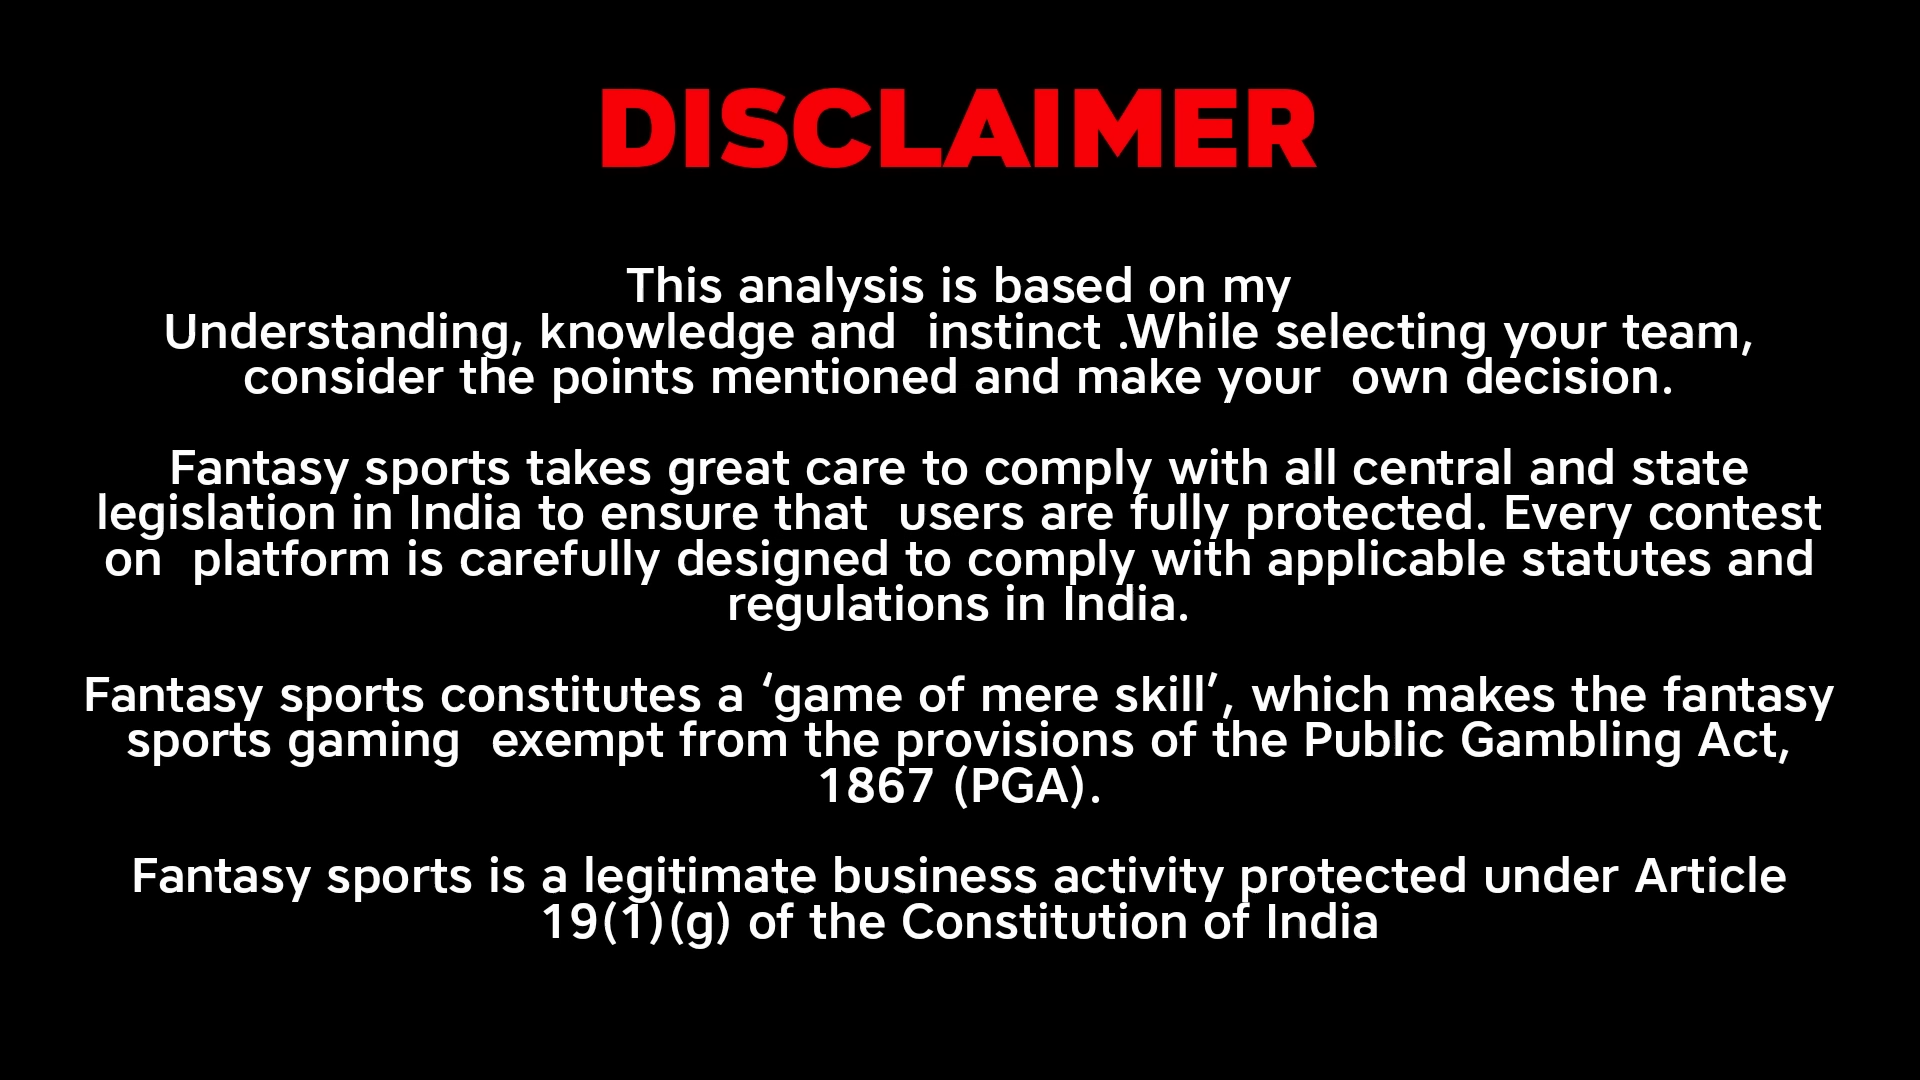 DISCLAIMER
This analysis is based on my
Understanding, knowledge and  instinct .While selecting your team,
consider the points mentioned and make your  own decision.
Fantasy sports takes great care to comply with all central and state
legislation in India to ensure that  users are fully protected. Every contest
on  platform is carefully designed to comply with applicable statutes and
regulations in India.
Fantasy sports constitutes a ‘game of mere skill’, which makes the fantasy
sports gaming  exempt from the provisions of the Public Gambling Act,
1867 (PGA).
Fantasy sports is a legitimate business activity protected under Article
19(1)(g) of the Constitution of India